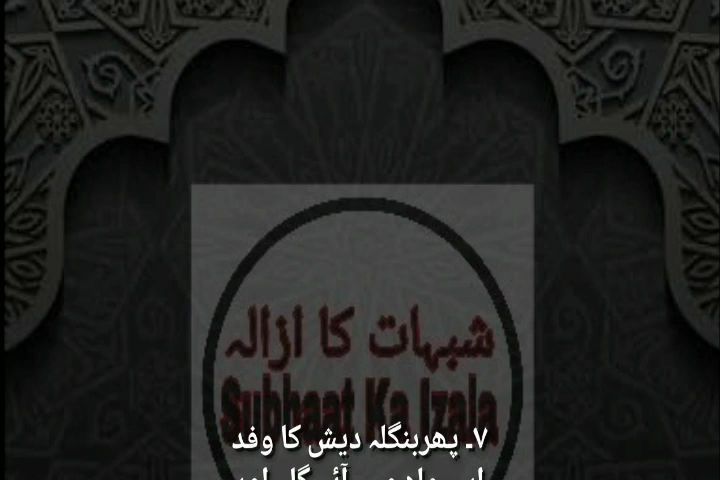 شبہات کا ازالہ
Subhaat Ka Izala
۷۔ پھربنگلہ دیش کا وفد